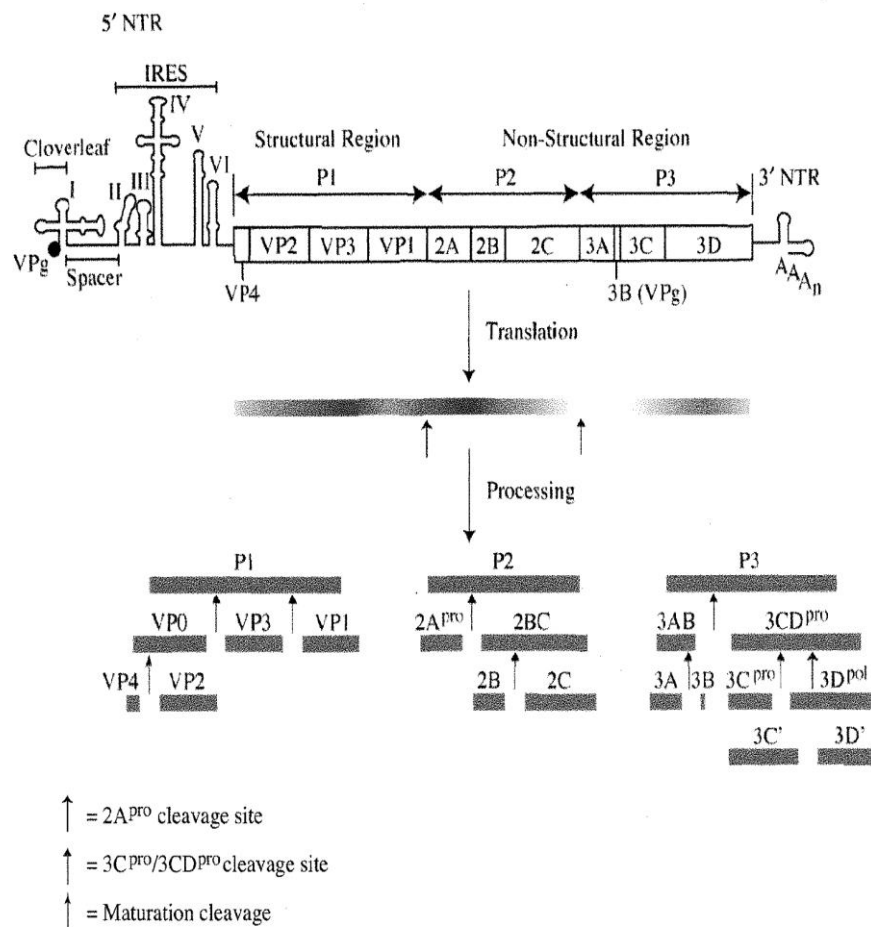 5′ NTR
IRES
IV
Cloverleaf
V
Structural Region
Non-Structural Region
I
II
III
VI
P1
P2
P3
3′ NTR
VP2
VP3
VP1
2A
2B
2C
3A
3C
3D
VPg
Spacer
VP4
3B (VPg)
AAAn
Translation
Processing
P1
P2
P3
VP0
VP3
VP1
2Apro
2BC
3AB
3CDpro
VP4
VP2
2B
2C
3A
3B
3Cpro
3Dpol
3C'
3D'
= 2Apro cleavage site
= 3Cpro/3CDpro cleavage site
= Maturation cleavage